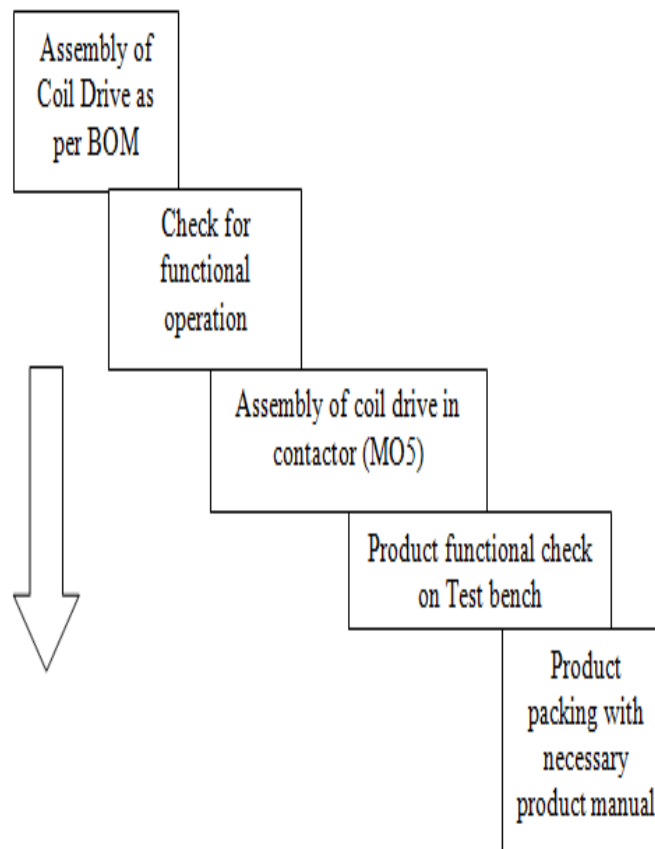 Assembly of
Coil Drive as
per BOM
Check for
functional
operation
Assembly of coil drive in
contactor (MO5)
Product functional check
on Test bench
Product
packing with
necessary
product manual